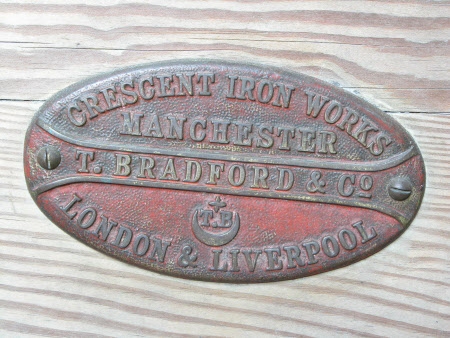 CRESCENT IRON WORKS
MANCHESTER
T. BRADFORD & Co
T B
LONDON & LIVERPOOL